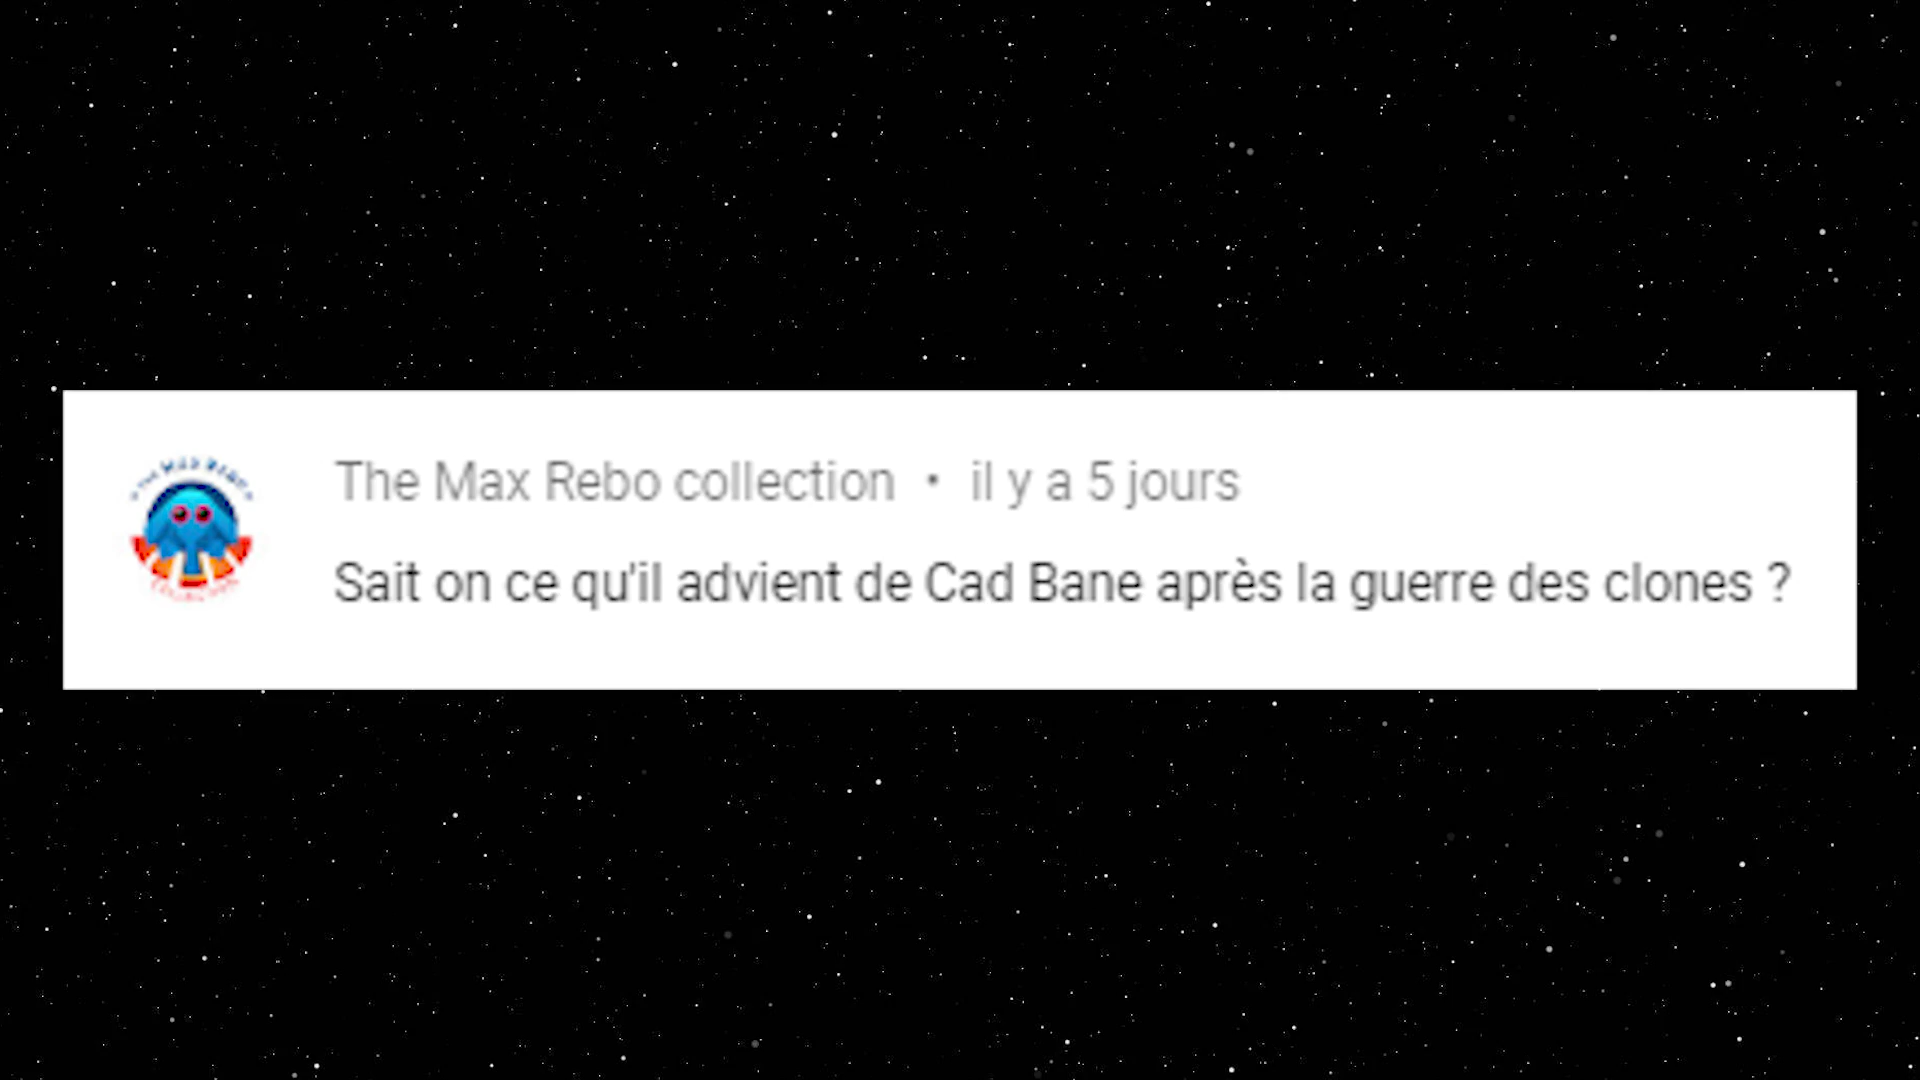 The Max Rebo collection • il y a 5 jours
Sait on ce qu'il advient de Cad Bane après la guerre des clones ?